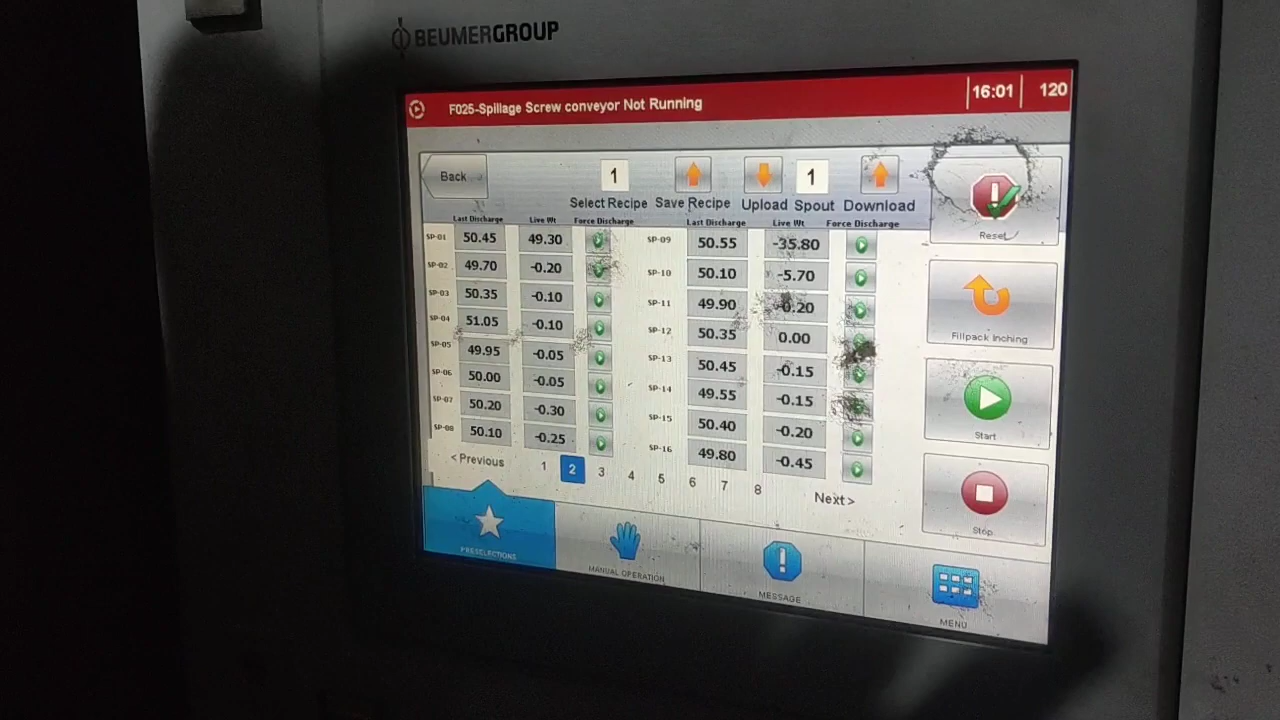 BEUMERGROUP
F025-Spillage Screw conveyor Not Running 16:01 120
Back 1 1
Select Recipe Save Recipe Upload Spout Download
Reset
Last Discharge Live Wt Force Discharge Last Discharge Live Wt Force Discharge
SP-01 50.45 49.30 SP-09 50.55 -35.80
SP-02 49.70 -0.20 SP-10 50.10 -5.70
SP-03 50.35 -0.10 SP-11 49.90 -0.20
SP-04 51.05 -0.10 SP-12 50.35 0.00
SP-05 49.95 -0.05 SP-13 50.45 -0.15
SP-06 50.00 -0.05 SP-14 49.55 -0.15
SP-07 50.20 -0.30 SP-15 50.40 -0.20
SP-08 50.10 -0.25 SP-16 49.80 -0.45
Fillpack Inching
Start
< Previous 1 2 3 4 5 6 7 8 Next>
Stop
PRESELECTIONS
MANUAL OPERATION
MESSAGE
MENU